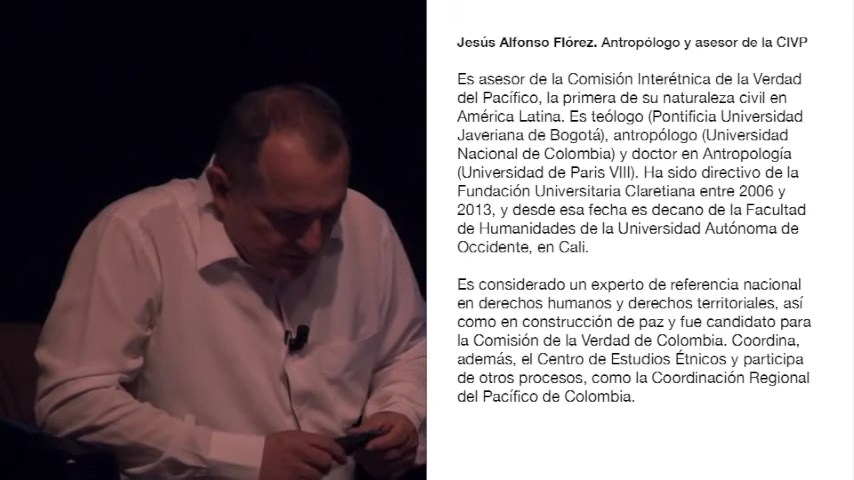 Jesús Alfonso Flórez. Antropólogo y asesor de la CIVP
Es asesor de la Comisión Interétnica de la Verdad
del Pacífico, la primera de su naturaleza civil en
América Latina. Es teólogo (Pontificia Universidad
Javeriana de Bogotá), antropólogo (Universidad
Nacional de Colombia) y doctor en Antropología
(Universidad de Paris VIII). Ha sido directivo de la
Fundación Universitaria Claretiana entre 2006 y
2013, y desde esa fecha es decano de la Facultad
de Humanidades de la Universidad Autónoma de
Occidente, en Cali.
Es considerado un experto de referencia nacional
en derechos humanos y derechos territoriales, así
como en construcción de paz y fue candidato para
la Comisión de la Verdad de Colombia. Coordina,
además, el Centro de Estudios Étnicos y participa
de otros procesos, como la Coordinación Regional
del Pacífico de Colombia.